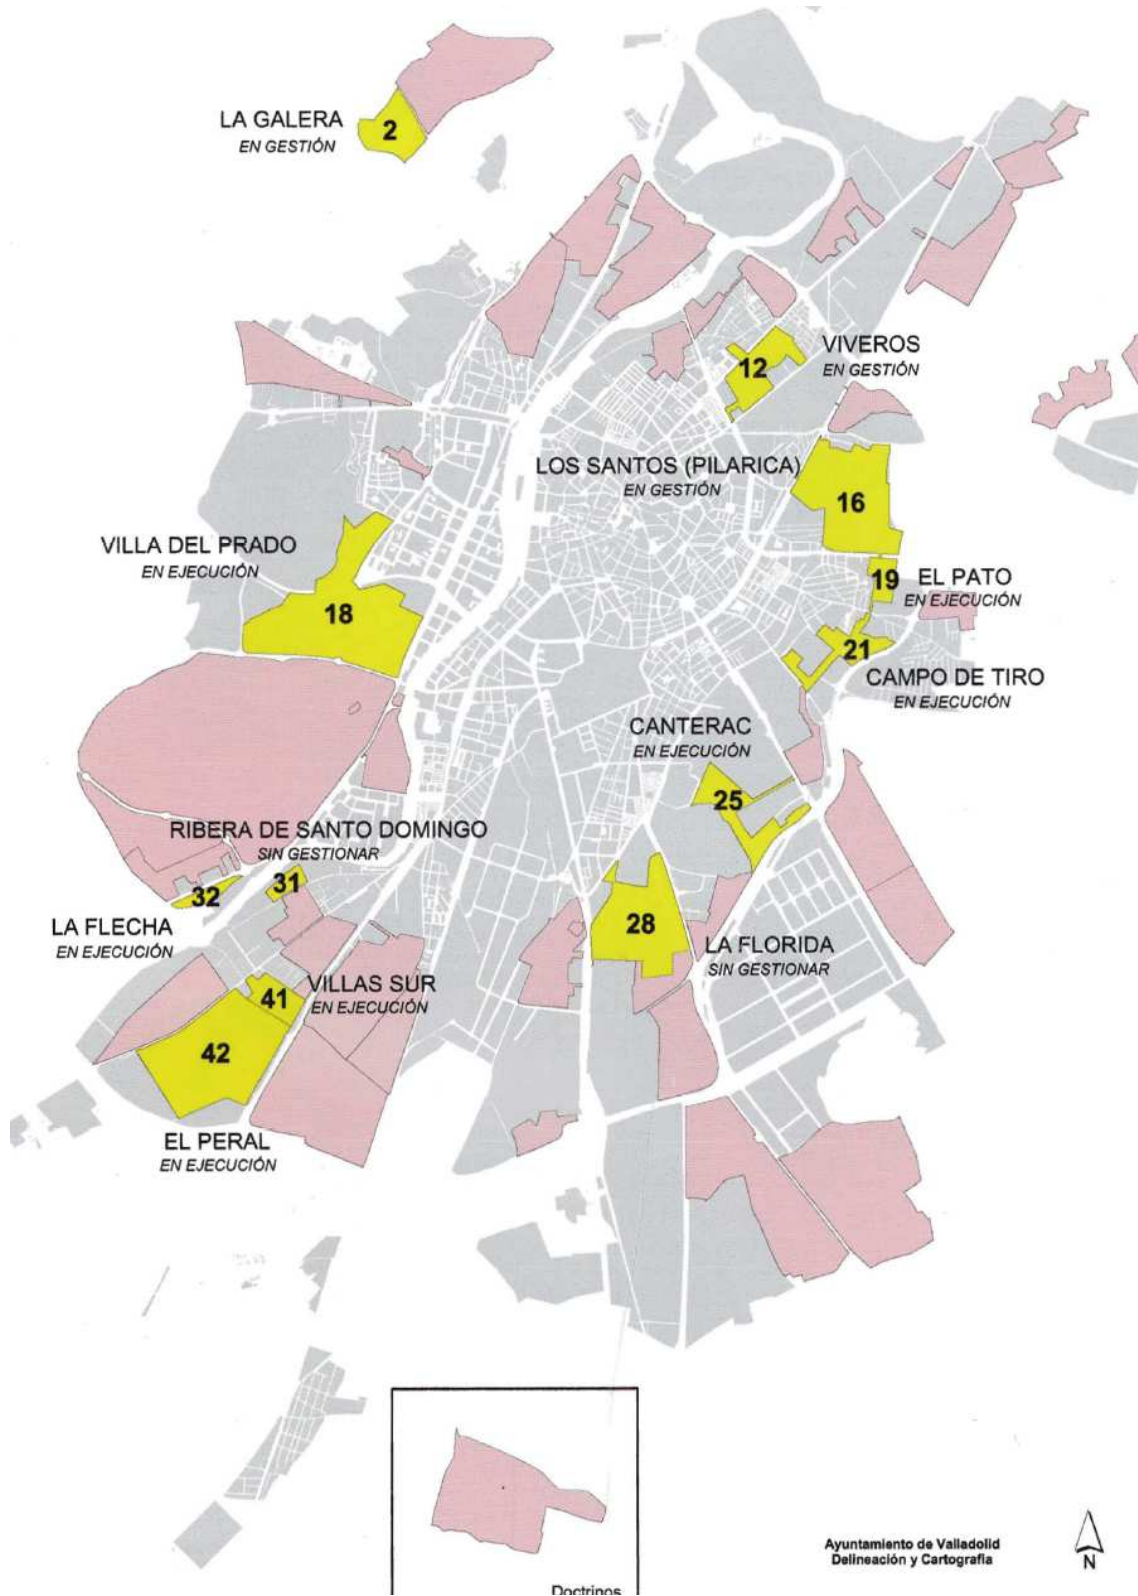 LA GALERA
EN GESTIÓN
2
VIVEROS
EN GESTIÓN
12
LOS SANTOS (PILARICA)
EN GESTIÓN
16
VILLA DEL PRADO
EN EJECUCIÓN
18
19
EL PATO
EN EJECUCIÓN
21
CAMPO DE TIRO
EN EJECUCIÓN
CANTERAC
EN EJECUCIÓN
25
RIBERA DE SANTO DOMINGO
SIN GESTIONAR
31
32
LA FLECHA
EN EJECUCIÓN
28
LA FLORIDA
SIN GESTIONAR
VILLAS SUR
EN EJECUCIÓN
41
42
EL PERAL
EN EJECUCIÓN
Ayuntamiento de Valladolid
Delineación y Cartografía
N
Doctrinos